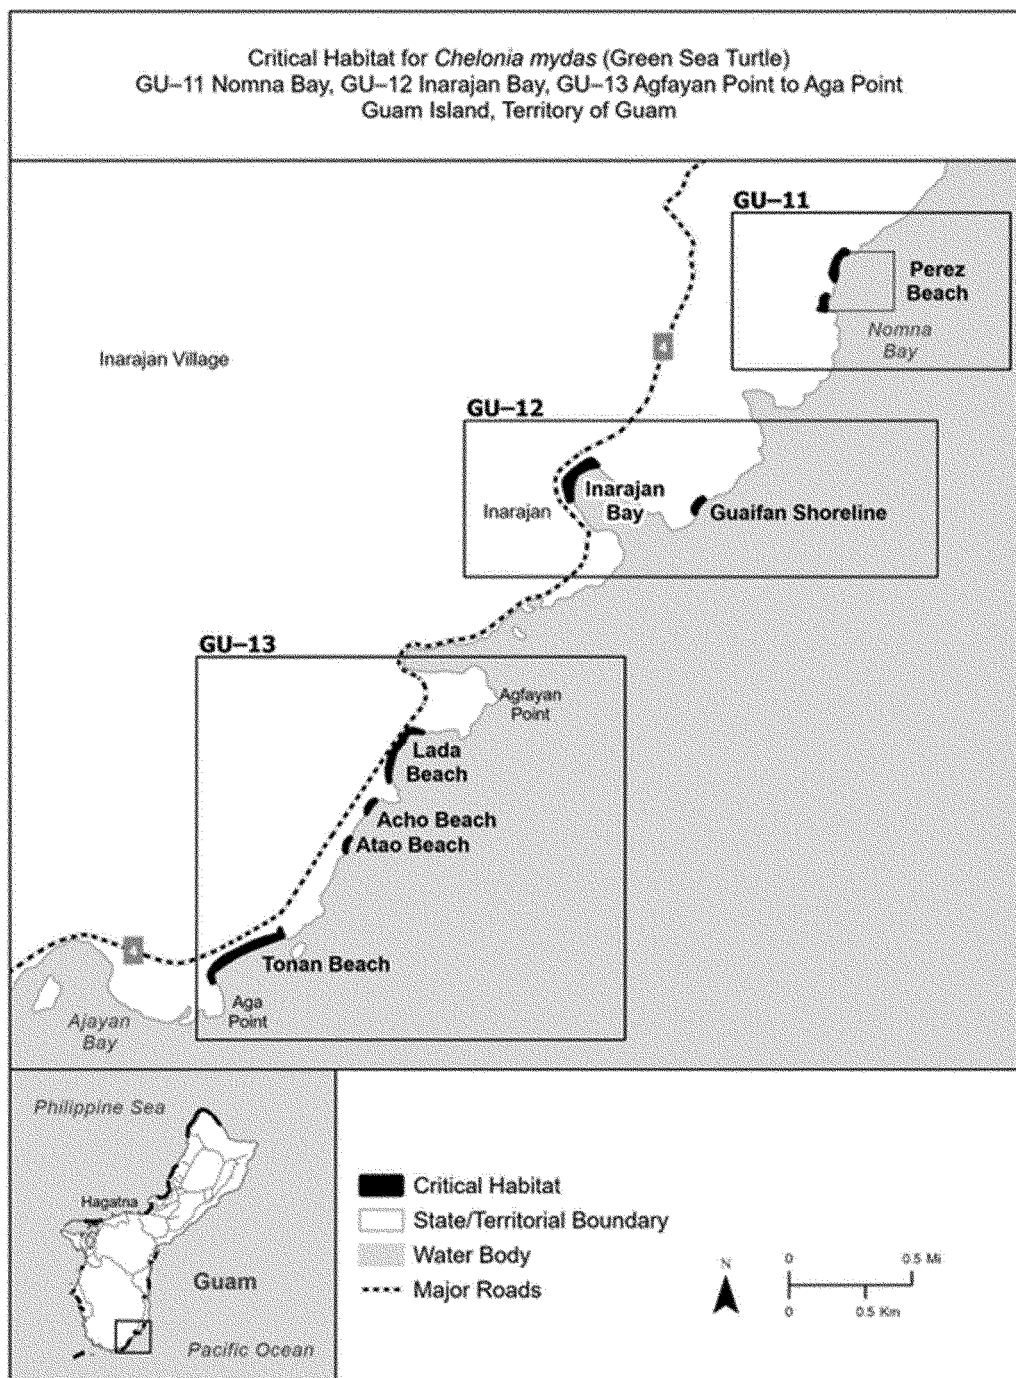 Critical Habitat for Chelonia mydas (Green Sea Turtle)
GU–11 Nomna Bay, GU–12 Inarajan Bay, GU–13 Agfayan Point to Aga Point
Guam Island, Territory of Guam
GU–11
Perez
Beach
Nomna
Bay
4
Inarajan Village
GU–12
Inarajan
Bay
Inarajan
Guaifan Shoreline
GU–13
Agfayan
Point
Lada
Beach
Acho Beach
Atao Beach
4
Tonan Beach
Aga
Point
Ajayan
Bay
Philippine Sea
Hagatna
Guam
Pacific Ocean
Critical Habitat
State/Territorial Boundary
Water Body
Major Roads
N
0 0.5 Mi
0 0.5 Km